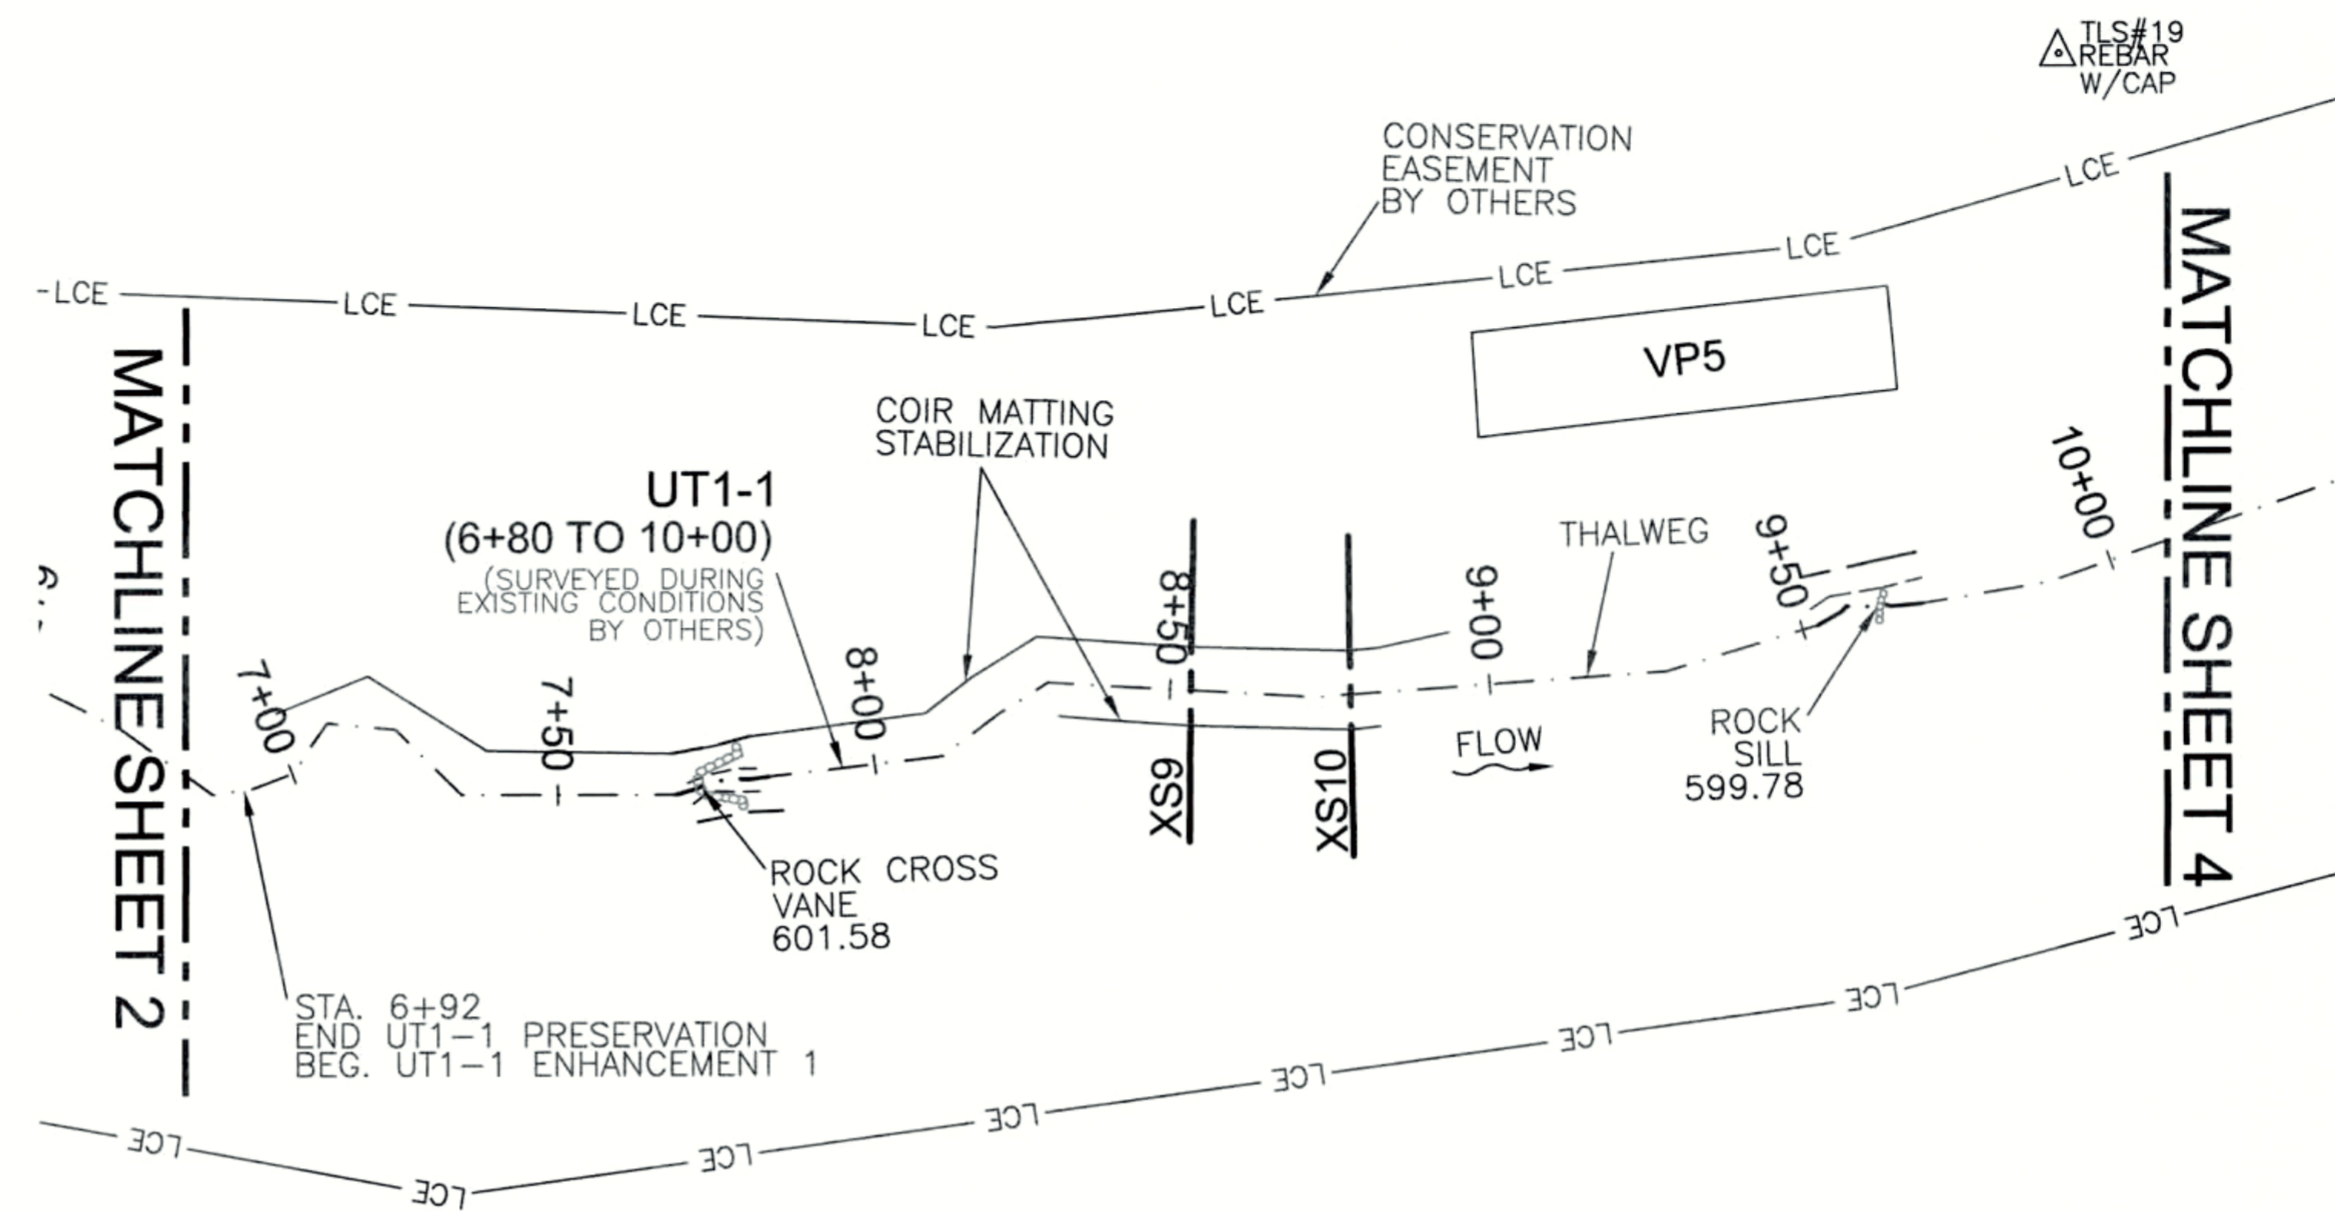 TLS#19
REBAR
W/CAP
CONSERVATION
EASEMENT
BY OTHERS
LCE
LCE
LCE
LCE
LCE
LCE
LCE
LCE
MATCHLINE SHEET 2
MATCHLINE SHEET 4
VP5
COIR MATTING
STABILIZATION
UT1-1
(6+80 TO 10+00)
(SURVEYED DURING
EXISTING CONDITIONS
BY OTHERS)
THALWEG
7+00
7+50
8+00
8+50
9+00
9+50
10+00
XS9
XS10
FLOW
ROCK
SILL
599.78
ROCK CROSS
VANE
601.58
STA. 6+92
END UT1-1 PRESERVATION
BEG. UT1-1 ENHANCEMENT 1
LCE
LCE
LCE
LCE
LCE
LCE
LCE
LCE